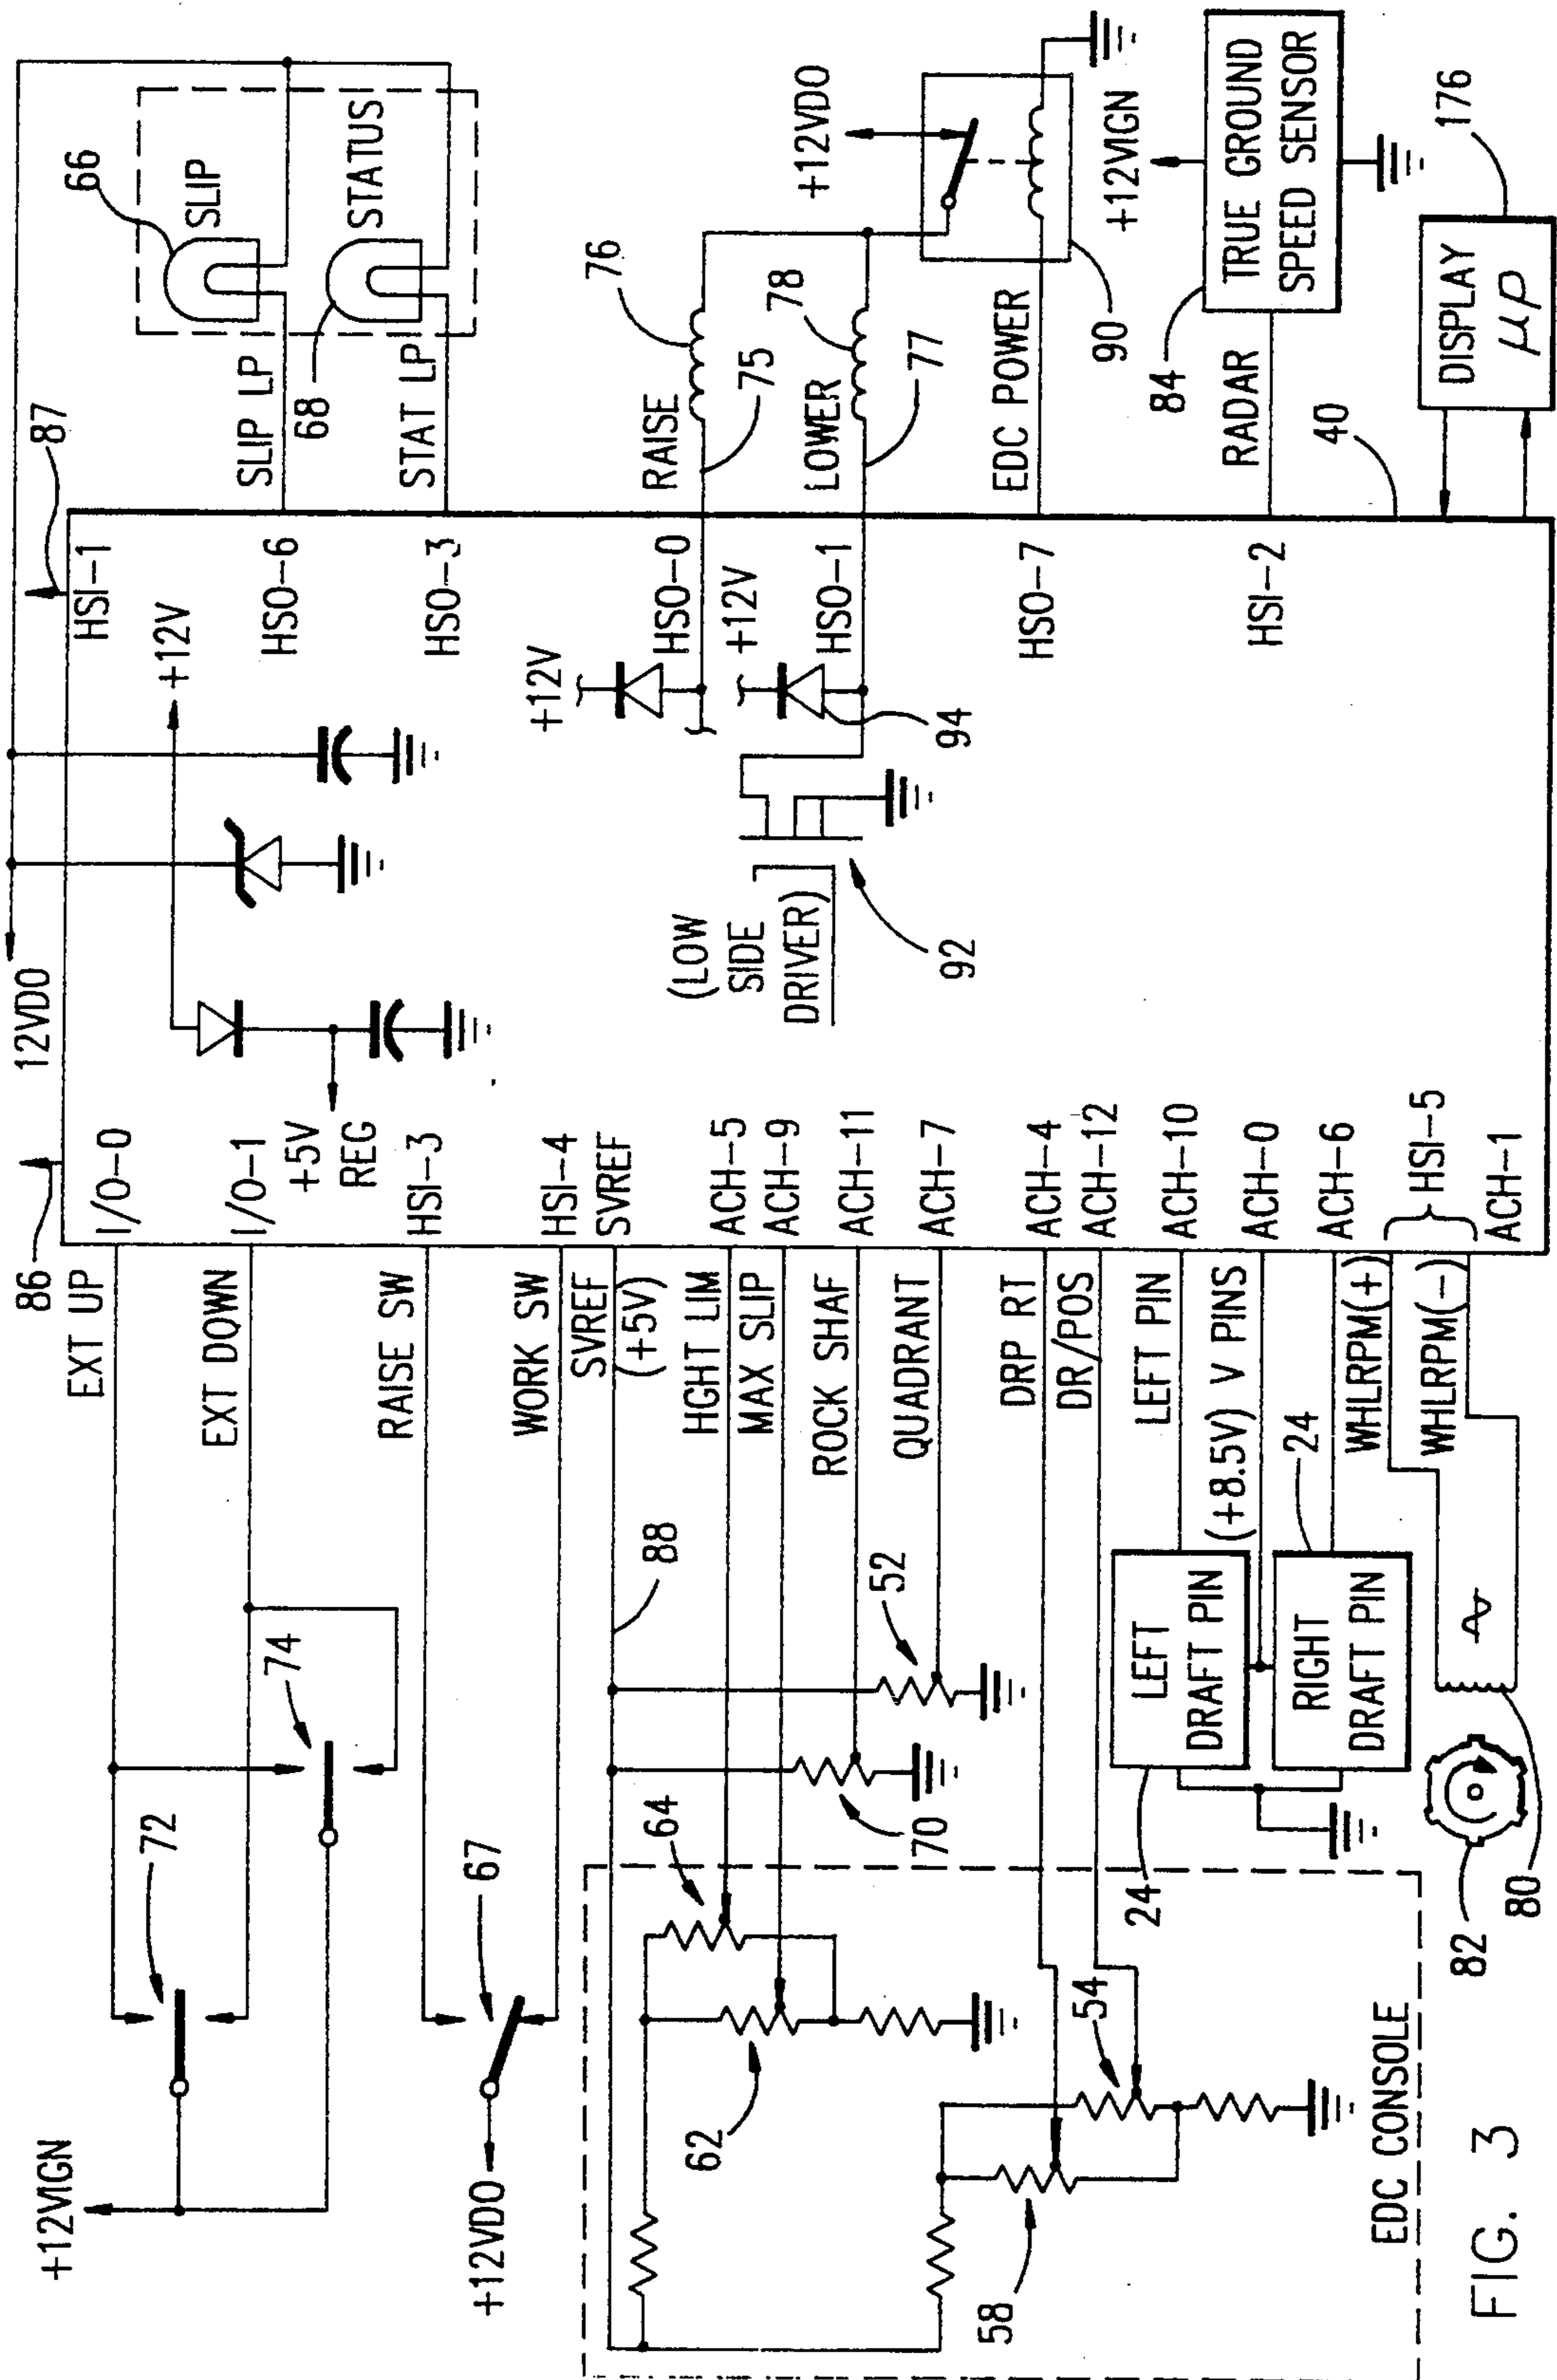 +12VIGN
72
74
EXT UP
86
I/O-0
EXT DOWN
I/O-1
12VDO
+5V
REG
+12V
HSI-1
87
66
SLIP
STATUS
SLIP LP
68
STAT LP
HSO-6
HSO-3
+12VDO
67
RAISE SW
HSI-3
WORK SW
HSI-4
SVREF
(+5V)
SVREF
88
HGHT LIM
ACH-5
MAX SLIP
ACH-9
ROCK SHAF
ACH-11
QUADRANT
ACH-7
64
62
70
52
(LOW
SIDE
DRIVER)
92
94
+12V
HSO-0
+12V
HSO-1
RAISE
75
76
LOWER
77
78
+12VDO
HSO-7
EDC POWER
90
DRP RT
ACH-4
DR/POS
ACH-12
58
54
EDC CONSOLE
LEFT PIN
ACH-10
(+8.5V) V PINS
ACH-0
24
ACH-6
LEFT
DRAFT PIN
24
RIGHT
DRAFT PIN
WHLRPM(+)
HSI-5
WHLRPM(-)
ACH-1
82
80
HSI-2
RADAR
84
+12VIGN
TRUE GROUND
SPEED SENSOR
40
DISPLAY
μP
176
FIG. 3